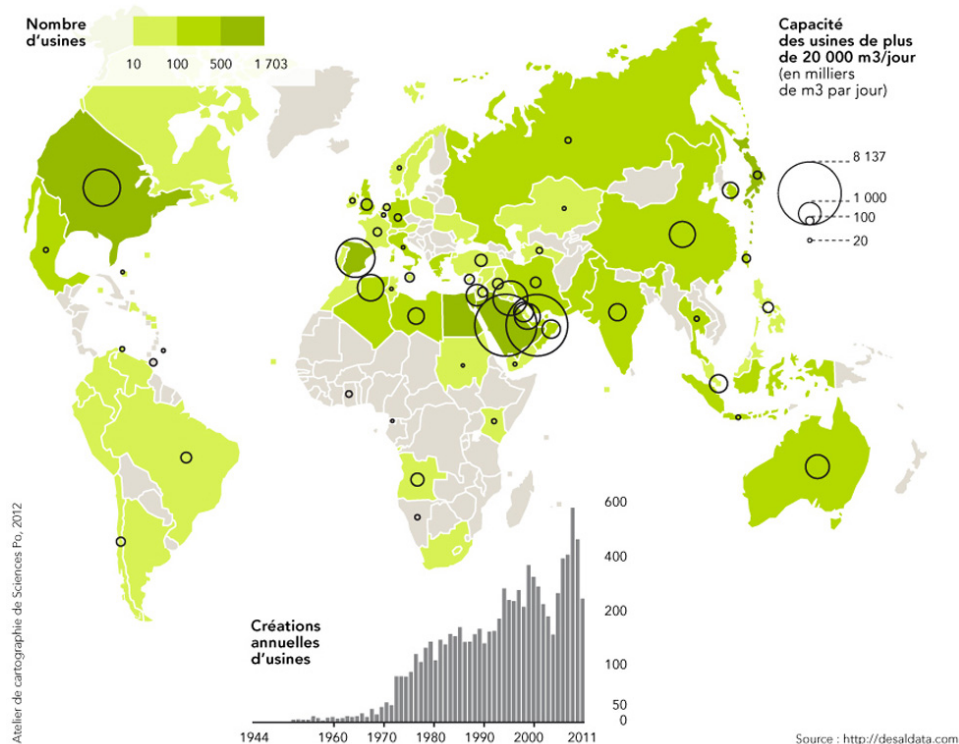 Nombre
d'usines
10 100 500 1 703
Capacité
des usines de plus
de 20 000 m3/jour
(en milliers
de m3 par jour)
8 137
1 000
100
20
Atelier de cartographie de Sciences Po, 2012
Créations
annuelles
d'usines
600
400
200
100
50
0
1944 1960 1970 1980 1990 2000 2011
Source : http://desaldata.com